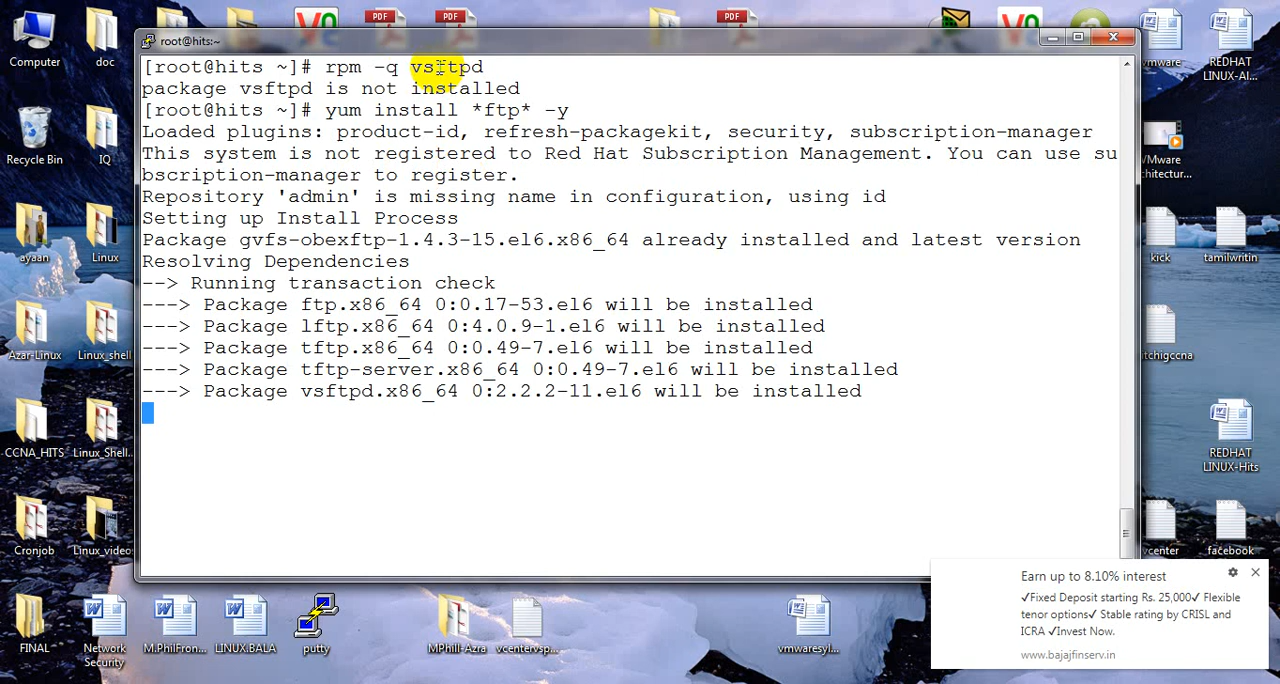 root@hits:~
[root@hits ~]# rpm -q vsftpd
package vsftpd is not installed
[root@hits ~]# yum install *ftp* -y
Loaded plugins: product-id, refresh-packagekit, security, subscription-manager
This system is not registered to Red Hat Subscription Management. You can use su
bscription-manager to register.
Repository 'admin' is missing name in configuration, using id
Setting up Install Process
Package gvfs-obexftp-1.4.3-15.el6.x86_64 already installed and latest version
Resolving Dependencies
--> Running transaction check
---> Package ftp.x86_64 0:0.17-53.el6 will be installed
---> Package lftp.x86_64 0:4.0.9-1.el6 will be installed
---> Package tftp.x86_64 0:0.49-7.el6 will be installed
---> Package tftp-server.x86_64 0:0.49-7.el6 will be installed
---> Package vsftpd.x86_64 0:2.2.2-11.el6 will be installed
Computer
doc
Recycle Bin
IQ
ayaan
Linux
Azar-Linux
Linux_shell
CCNA_HITS
Linux_Shell...
Cronjob
Linux_video
FINAL
Network
Security
M.PhilFron...
LINUX.BALA
putty
MPhill-Azra
vcentervsp...
vmwaresyl...
PDF
PDF
PDF
vmware
REDHAT
LINUX-Al...
VMware
chitectur...
kick
tamilwritin
itchigccna
REDHAT
LINUX-Hits
vcenter
facebook
Earn up to 8.10% interest
✓Fixed Deposit starting Rs. 25,000✓ Flexible
tenor options✓ Stable rating by CRISL and
ICRA ✓Invest Now.
www.bajajfinserv.in